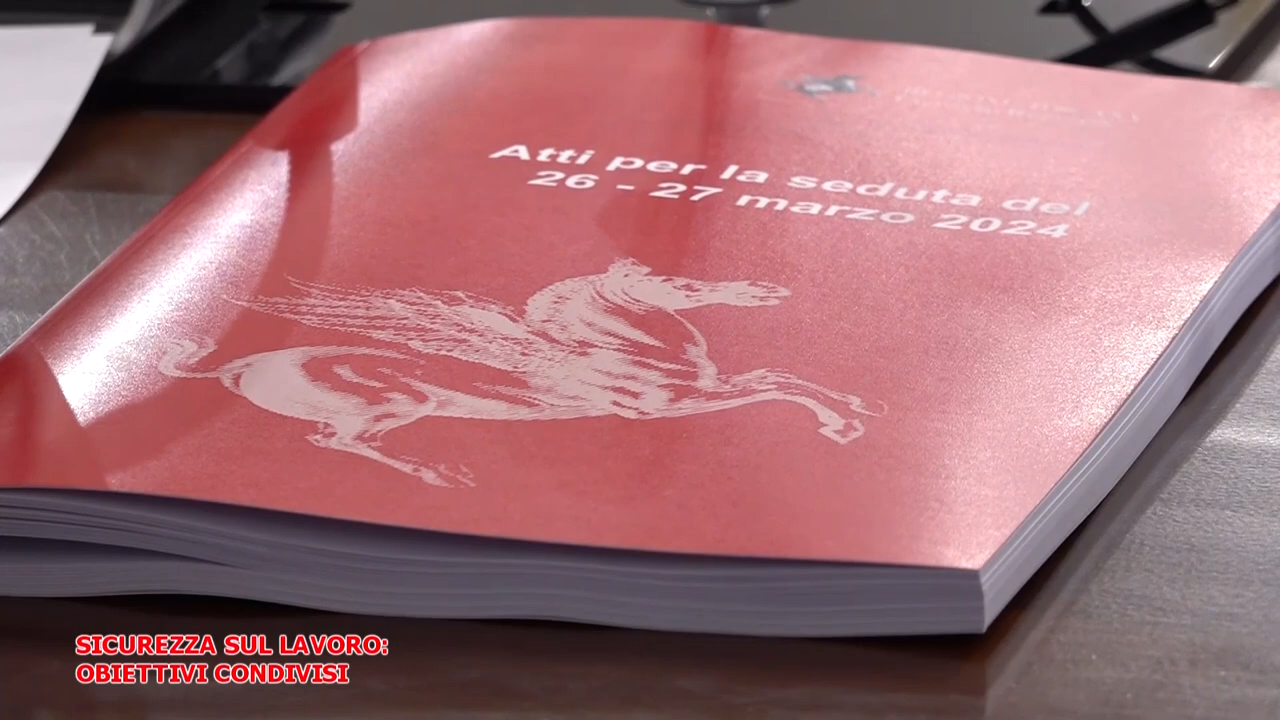 Atti per la seduta del
26 - 27 marzo 2024
SICUREZZA SUL LAVORO:
OBIETTIVI CONDIVISI